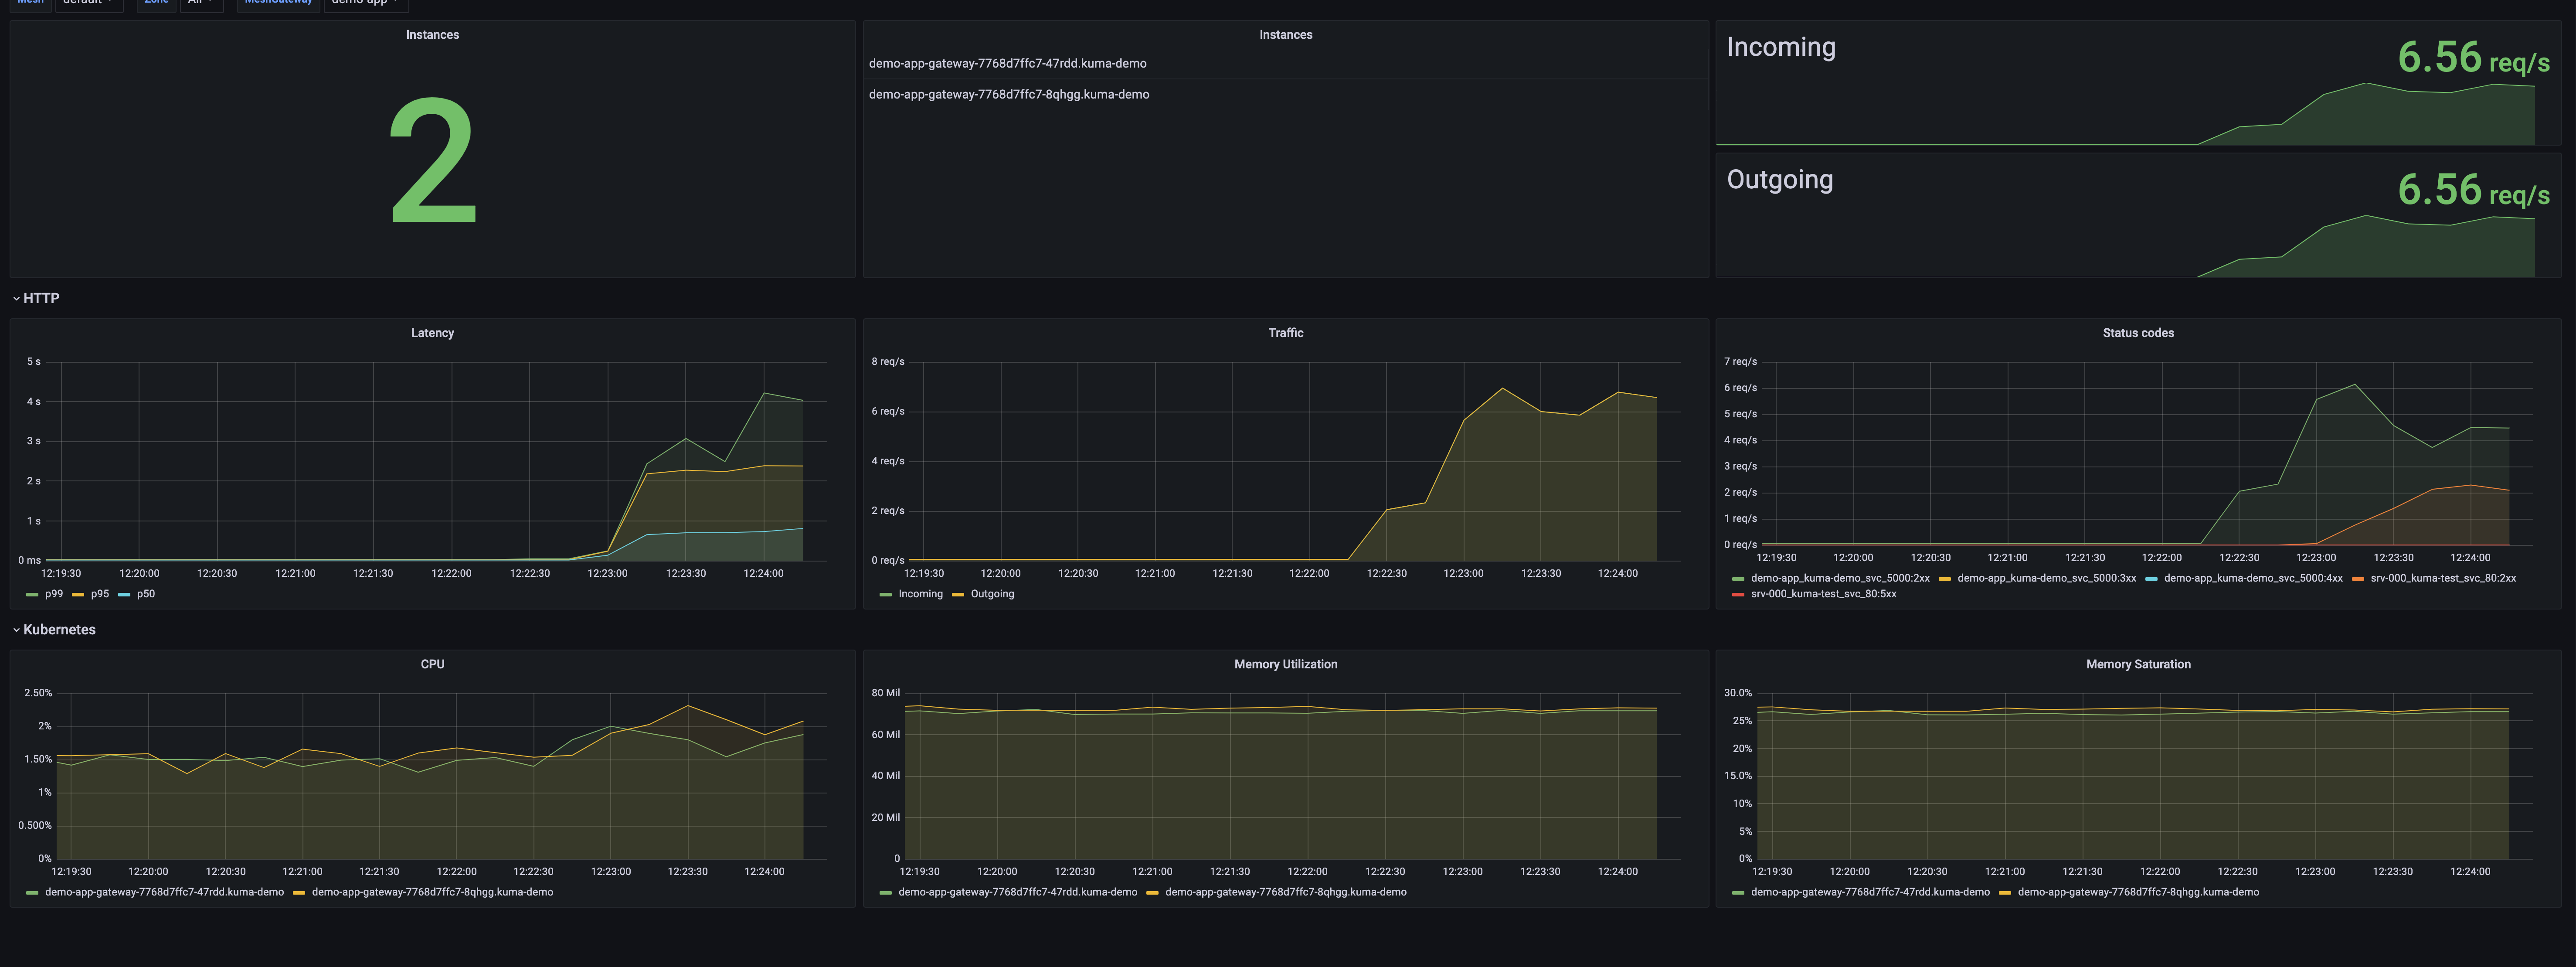 Mesh default Zone All MeshGateway demo-app
Instances
2
Instances
demo-app-gateway-7768d7ffc7-47rdd.kuma-demo
demo-app-gateway-7768d7ffc7-8qhgg.kuma-demo
Incoming
6.56 req/s
Outgoing
6.56 req/s
HTTP
Latency
5 s
4 s
3 s
2 s
1 s
0 ms
12:19:30 12:20:00 12:20:30 12:21:00 12:21:30 12:22:00 12:22:30 12:23:00 12:23:30 12:24:00
p99 p95 p50
Traffic
8 req/s
6 req/s
4 req/s
2 req/s
0 req/s
12:19:30 12:20:00 12:20:30 12:21:00 12:21:30 12:22:00 12:22:30 12:23:00 12:23:30 12:24:00
Incoming Outgoing
Status codes
7 req/s
6 req/s
5 req/s
4 req/s
3 req/s
2 req/s
1 req/s
0 req/s
12:19:30 12:20:00 12:20:30 12:21:00 12:21:30 12:22:00 12:22:30 12:23:00 12:23:30 12:24:00
demo-app_kuma-demo_svc_5000:2xx demo-app_kuma-demo_svc_5000:3xx demo-app_kuma-demo_svc_5000:4xx srv-000_kuma-test_svc_80:2xx
srv-000_kuma-test_svc_80:5xx
Kubernetes
CPU
2.50%
2%
1.50%
1%
0.500%
0%
12:19:30 12:20:00 12:20:30 12:21:00 12:21:30 12:22:00 12:22:30 12:23:00 12:23:30 12:24:00
demo-app-gateway-7768d7ffc7-47rdd.kuma-demo demo-app-gateway-7768d7ffc7-8qhgg.kuma-demo
Memory Utilization
80 Mil
60 Mil
40 Mil
20 Mil
0
12:19:30 12:20:00 12:20:30 12:21:00 12:21:30 12:22:00 12:22:30 12:23:00 12:23:30 12:24:00
demo-app-gateway-7768d7ffc7-47rdd.kuma-demo demo-app-gateway-7768d7ffc7-8qhgg.kuma-demo
Memory Saturation
30.0%
25%
20%
15.0%
10%
5%
0%
12:19:30 12:20:00 12:20:30 12:21:00 12:21:30 12:22:00 12:22:30 12:23:00 12:23:30 12:24:00
demo-app-gateway-7768d7ffc7-47rdd.kuma-demo demo-app-gateway-7768d7ffc7-8qhgg.kuma-demo